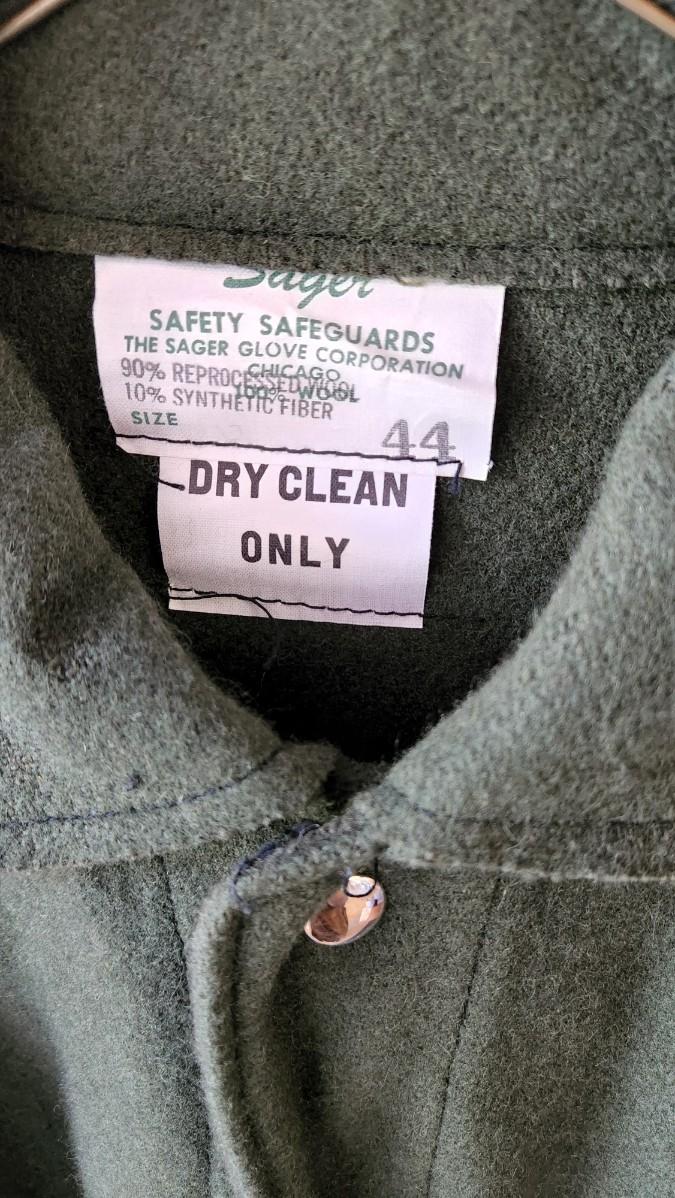 Sager
SAFETY SAFEGUARDS
THE SAGER GLOVE CORPORATION
CHICAGO
90% REPROCESSED WOOL
100% WOOL
10% SYNTHETIC FIBER
SIZE
44
DRY CLEAN
ONLY